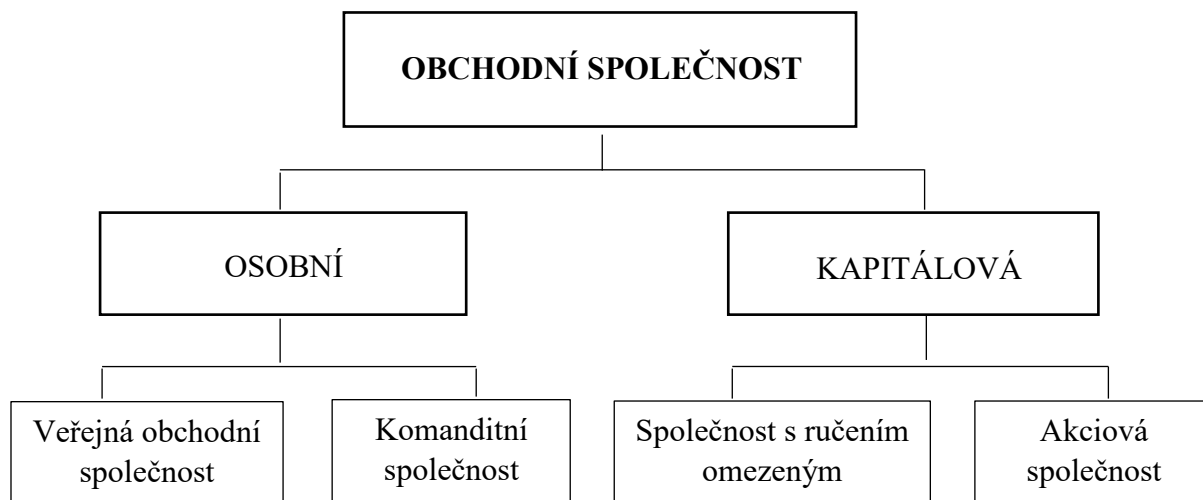 OBCHODNÍ SPOLEČNOST
OSOBNÍ
KAPITÁLOVÁ
Veřejná obchodní
společnost
Komanditní
společnost
Společnost s ručením
omezeným
Akciová
společnost